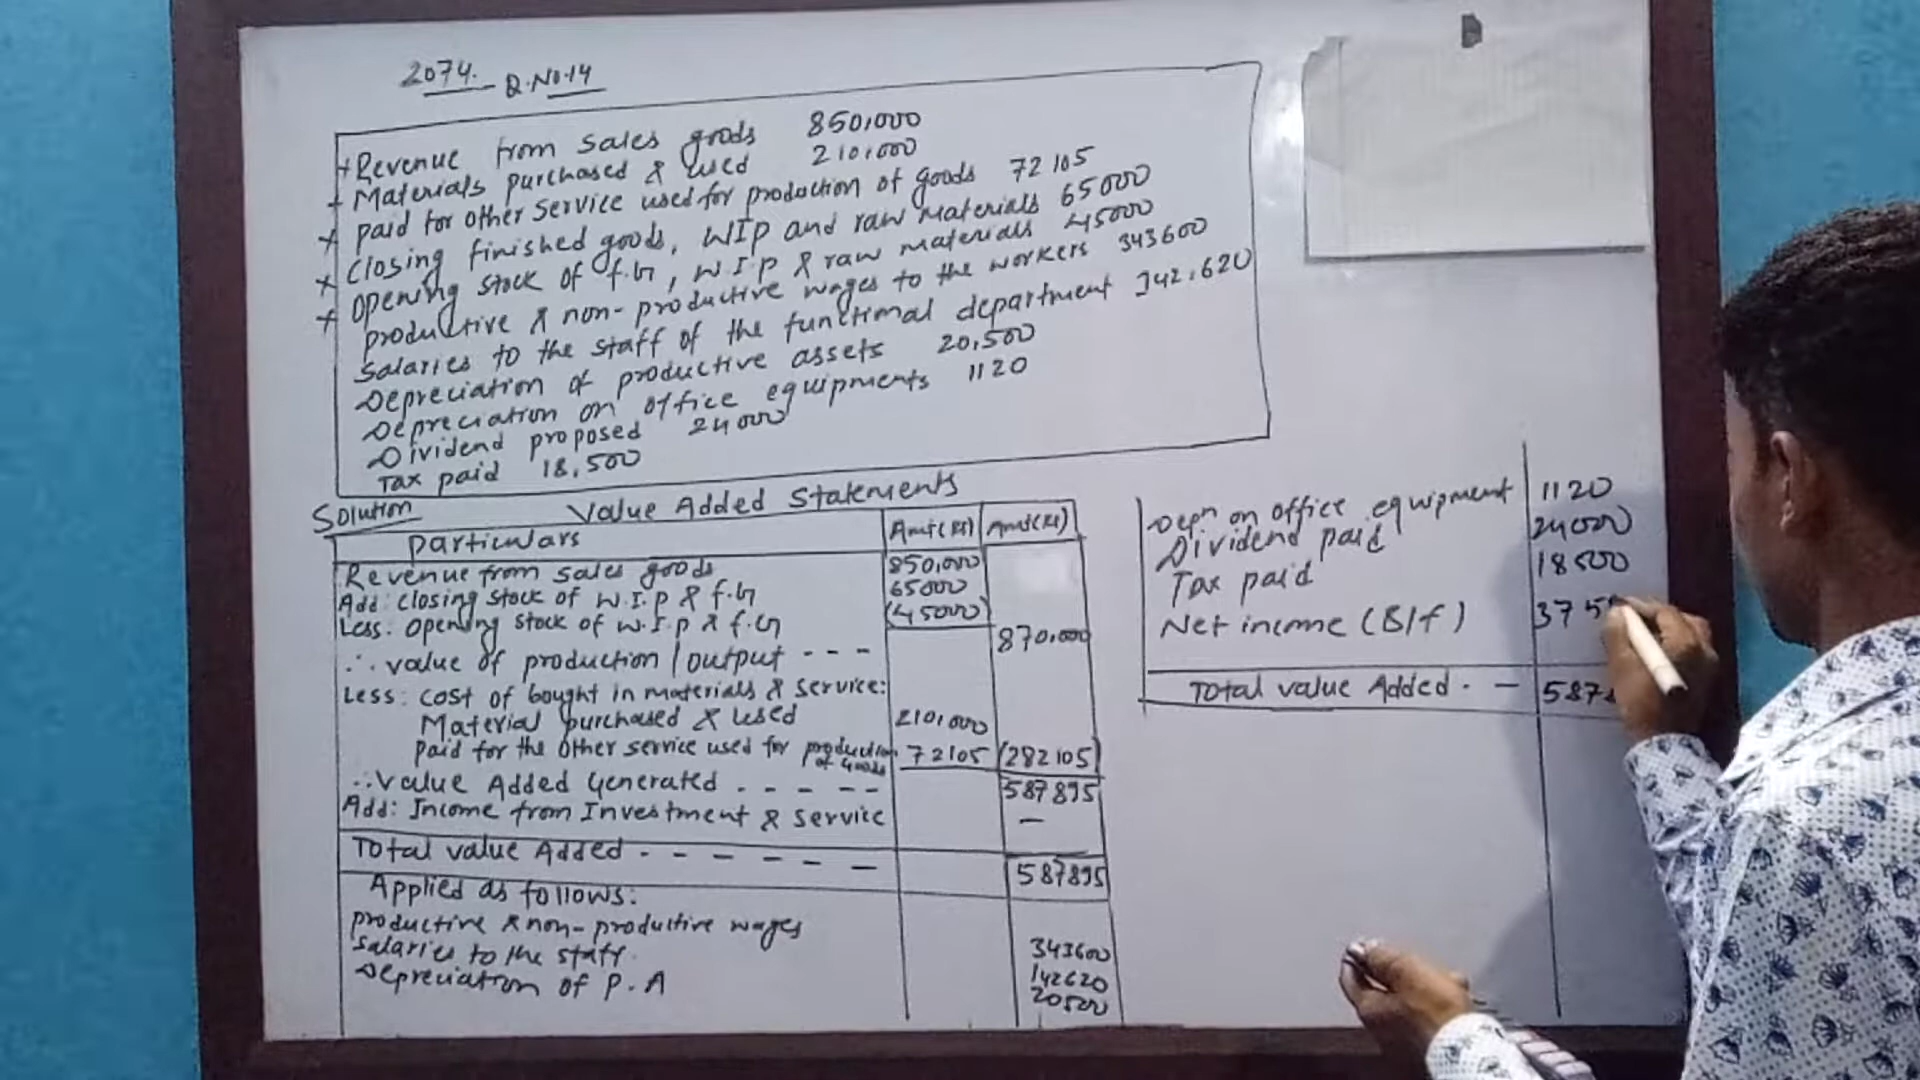 2074. Q.No.14
Revenue from sales goods 850,000
Materials purchased & used 210,000
paid for other service used for production of goods 72105
closing finished goods, WIP and raw materials 65000
opening stock of f.G, W.I.P & raw materials 45000
productive & non-productive wages to the workers 343600
salaries to the staff of the functional department 142,620
Depreciation of productive assets 20,500
Depreciation on office equipments 1120
Dividend proposed 24000
Tax paid 18,500
Solution Value Added Statements
particulars Amt(Rs) Amt(Rs)
Revenue from sales goods 850,000
Add: closing stock of W.I.P & f.G 65000
Less: opening stock of W.I.P & f.G (45000)
∴ value of production / output - - - 870,000
Less: cost of bought in materials & service:
Material purchased & used 210,000
paid for the other service used for production of goods 72105 (282105)
∴ Value Added Generated - - - - - 587895
Add: Income from Investment & service —
Total value Added - - - - - - 587895
Applied as follows:
productive & non-productive wages 343600
salaries to the staff. 142620
Depreciation of P.A 20500
Depn on office equipment 1120
Dividend paid 24000
Tax paid 18500
Net income (B/f) 375
Total value Added - — 587